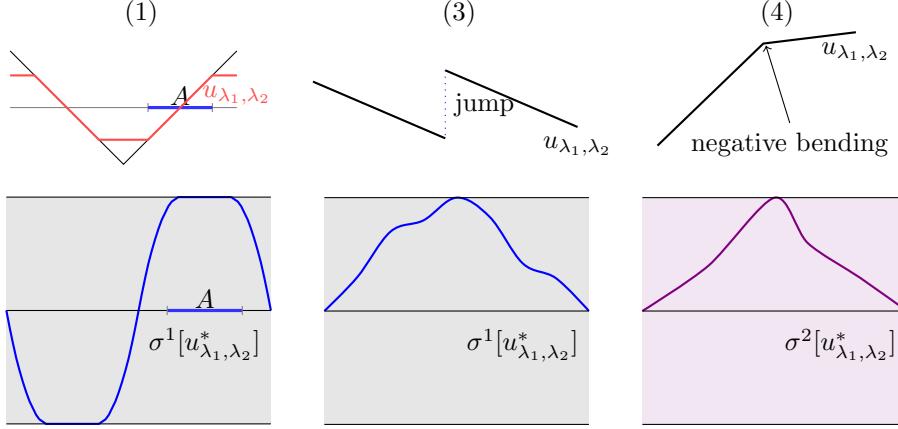 (1)
(3)
(4)
A
u_{λ_1,λ_2}
jump
u_{λ_1,λ_2}
u_{λ_1,λ_2}
negative bending
A
σ^1[u^*_{λ_1,λ_2}]
σ^1[u^*_{λ_1,λ_2}]
σ^2[u^*_{λ_1,λ_2}]